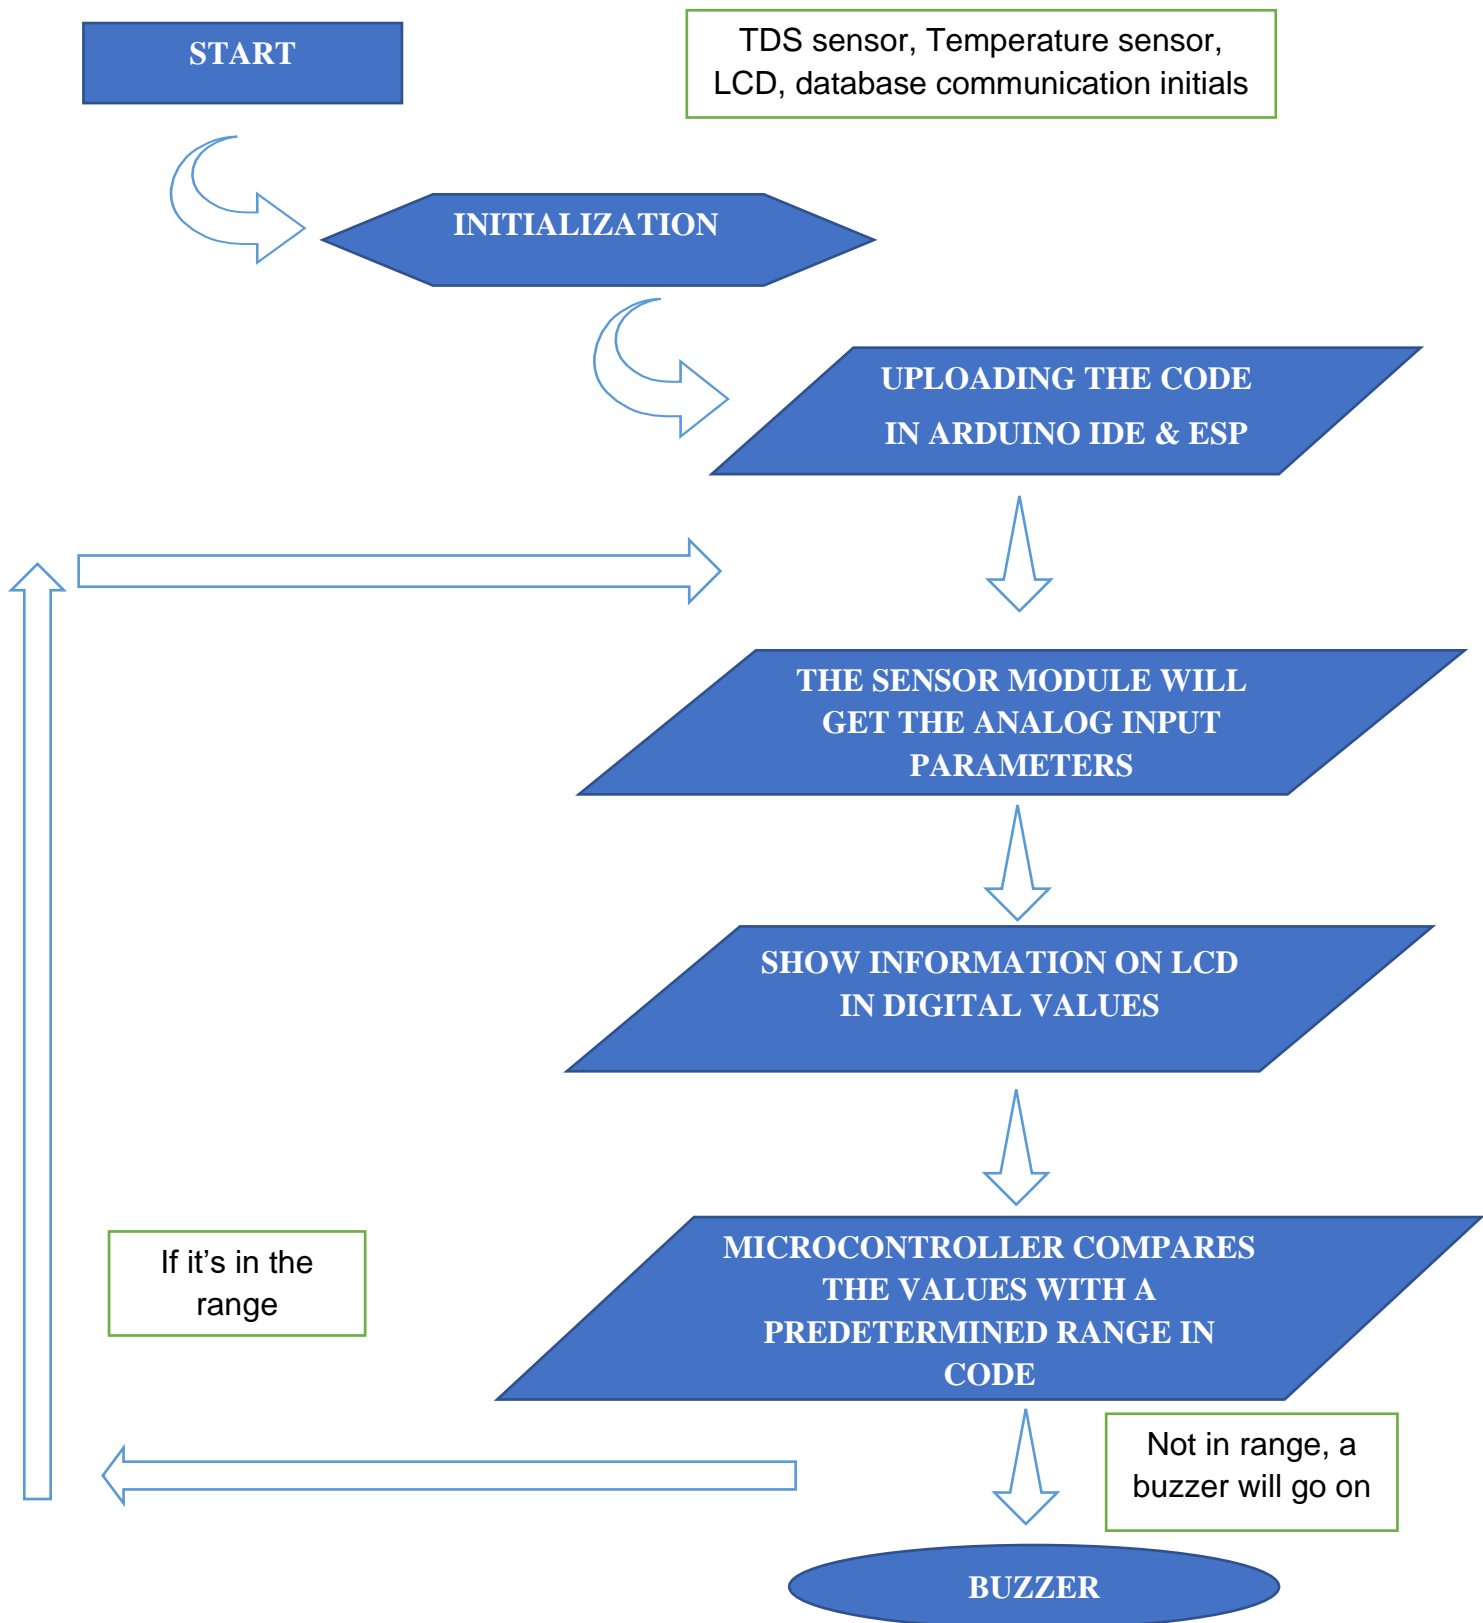 START
TDS sensor, Temperature sensor,
LCD, database communication initials
INITIALIZATION
UPLOADING THE CODE
IN ARDUINO IDE & ESP
THE SENSOR MODULE WILL
GET THE ANALOG INPUT
PARAMETERS
SHOW INFORMATION ON LCD
IN DIGITAL VALUES
MICROCONTROLLER COMPARES
THE VALUES WITH A
PREDETERMINED RANGE IN
CODE
If it’s in the
range
Not in range, a
buzzer will go on
BUZZER